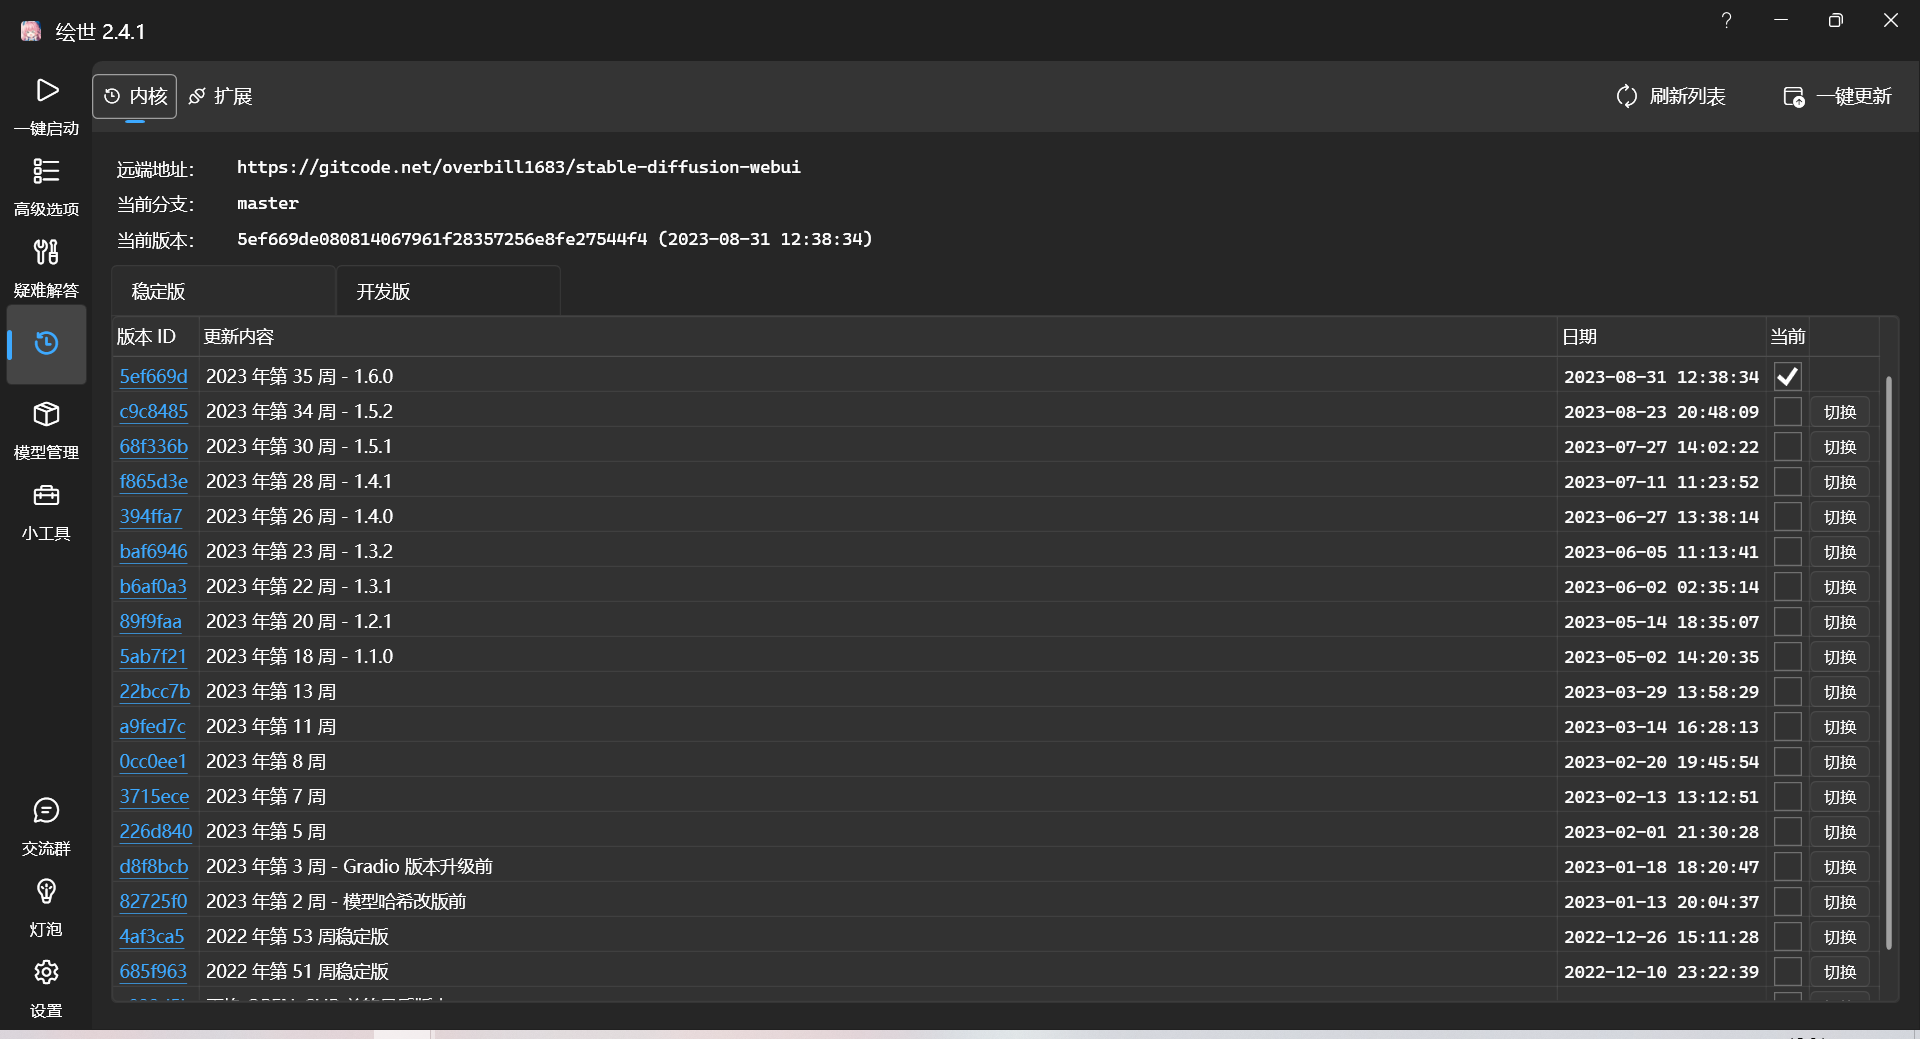 绘世 2.4.1
一键启动
高级选项
疑难解答
模型管理
小工具
交流群
灯泡
设置
内核 扩展 刷新列表 一键更新
远端地址: https://gitcode.net/overbill1683/stable-diffusion-webui
当前分支: master
当前版本: 5ef669de080814067961f28357256e8fe27544f4 (2023-08-31 12:38:34)
稳定版 开发版
版本 ID 更新内容 日期 当前
5ef669d 2023 年第 35 周 - 1.6.0 2023-08-31 12:38:34
c9c8485 2023 年第 34 周 - 1.5.2 2023-08-23 20:48:09 切换
68f336b 2023 年第 30 周 - 1.5.1 2023-07-27 14:02:22 切换
f865d3e 2023 年第 28 周 - 1.4.1 2023-07-11 11:23:52 切换
394ffa7 2023 年第 26 周 - 1.4.0 2023-06-27 13:38:14 切换
baf6946 2023 年第 23 周 - 1.3.2 2023-06-05 11:13:41 切换
b6af0a3 2023 年第 22 周 - 1.3.1 2023-06-02 02:35:14 切换
89f9faa 2023 年第 20 周 - 1.2.1 2023-05-14 18:35:07 切换
5ab7f21 2023 年第 18 周 - 1.1.0 2023-05-02 14:20:35 切换
22bcc7b 2023 年第 13 周 2023-03-29 13:58:29 切换
a9fed7c 2023 年第 11 周 2023-03-14 16:28:13 切换
0cc0ee1 2023 年第 8 周 2023-02-20 19:45:54 切换
3715ece 2023 年第 7 周 2023-02-13 13:12:51 切换
226d840 2023 年第 5 周 2023-02-01 21:30:28 切换
d8f8bcb 2023 年第 3 周 - Gradio 版本升级前 2023-01-18 18:20:47 切换
82725f0 2023 年第 2 周 - 模型哈希改版前 2023-01-13 20:04:37 切换
4af3ca5 2022 年第 53 周稳定版 2022-12-26 15:11:28 切换
685f963 2022 年第 51 周稳定版 2022-12-10 23:22:39 切换